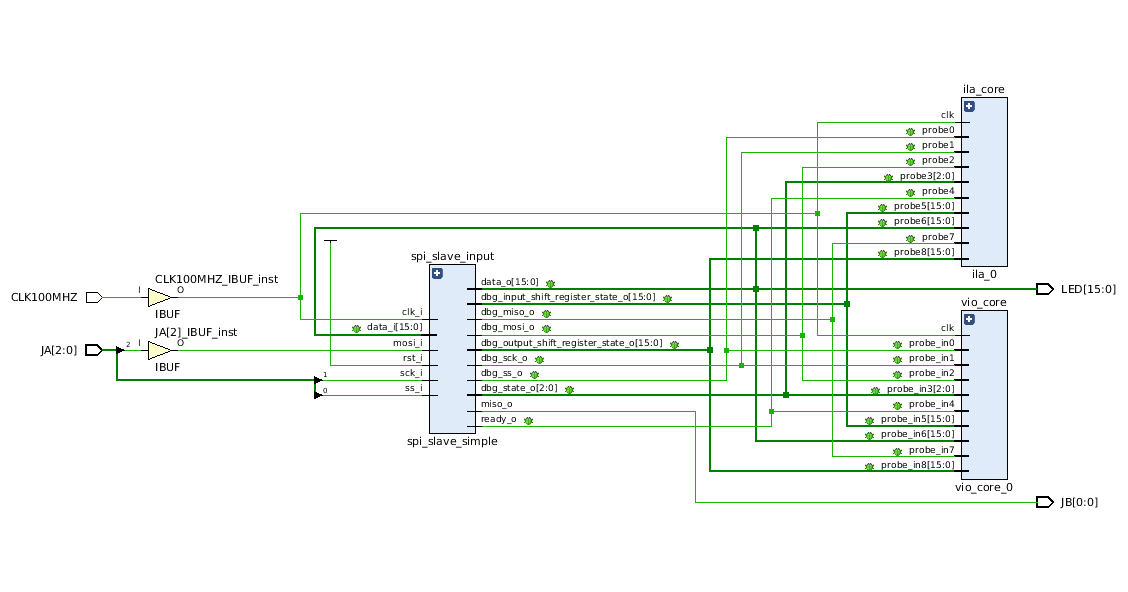 ila_core
clk
probe0
probe1
probe2
probe3[2:0]
probe4
probe5[15:0]
probe6[15:0]
probe7
probe8[15:0]
ila_0
spi_slave_input
CLK100MHZ
I
CLK100MHZ_IBUF_inst
O
IBUF
JA[2:0]
2
I
JA[2]_IBUF_inst
O
IBUF
1
0
clk_i
data_i[15:0]
mosi_i
rst_i
sck_i
ss_i
data_o[15:0]
dbg_input_shift_register_state_o[15:0]
dbg_miso_o
dbg_mosi_o
dbg_output_shift_register_state_o[15:0]
dbg_sck_o
dbg_ss_o
dbg_state_o[2:0]
miso_o
ready_o
spi_slave_simple
LED[15:0]
vio_core
clk
probe_in0
probe_in1
probe_in2
probe_in3[2:0]
probe_in4
probe_in5[15:0]
probe_in6[15:0]
probe_in7
probe_in8[15:0]
vio_core_0
JB[0:0]